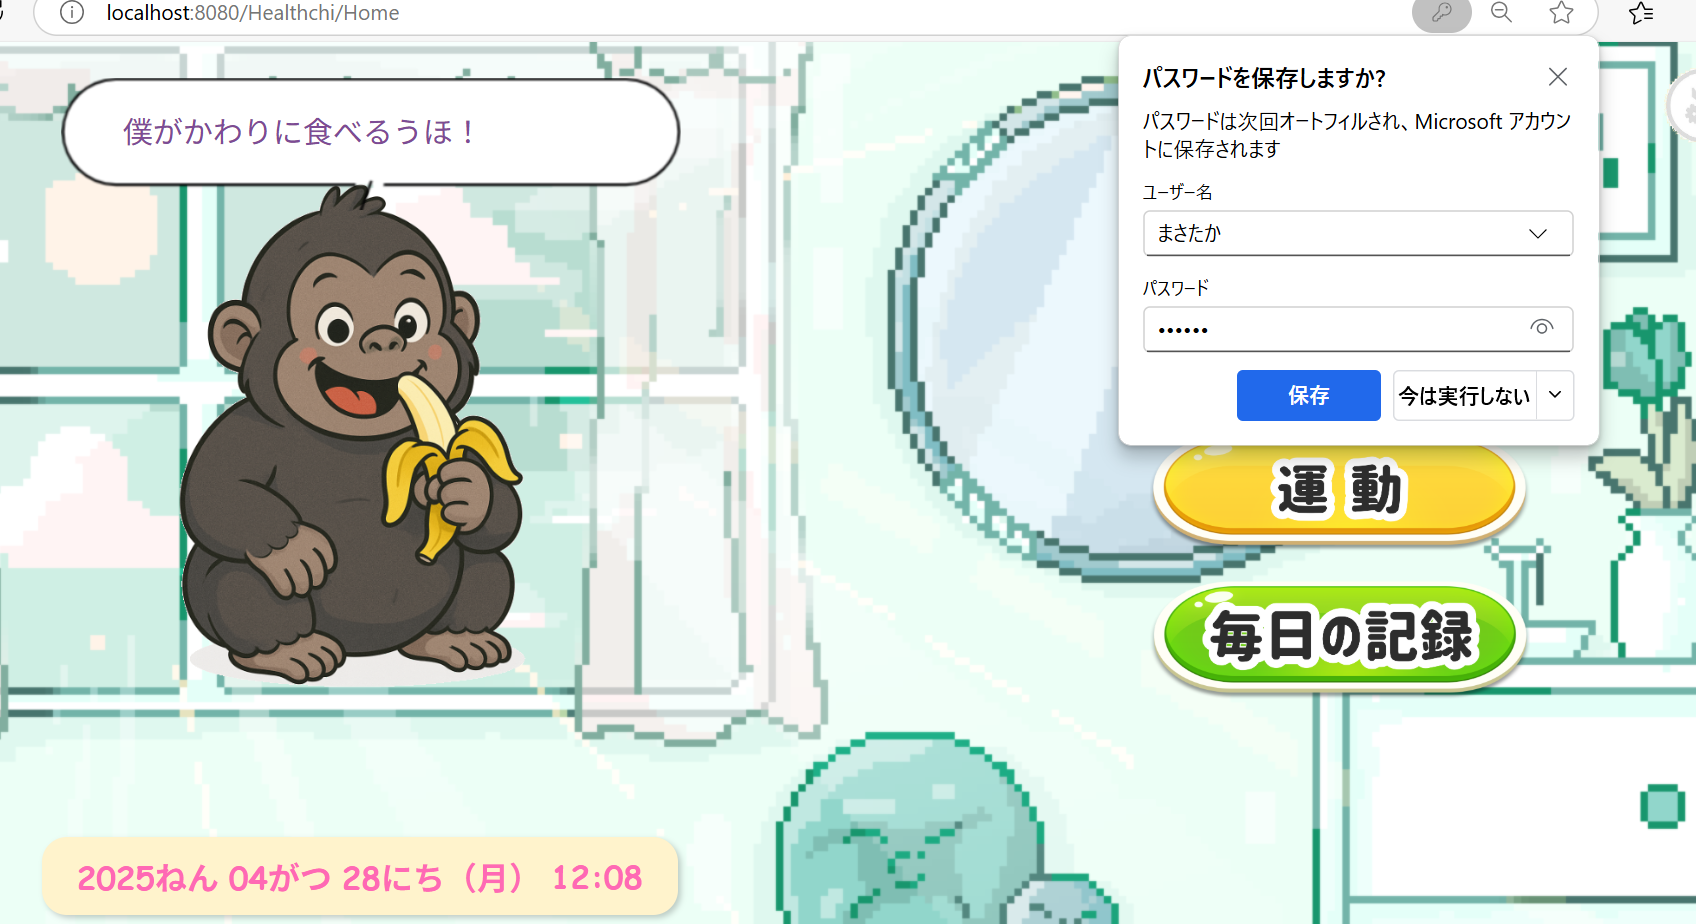 localhost:8080/Healthchi/Home
僕がかわりに食べるうほ！
パスワードを保存しますか?
パスワードは次回オートフィルされ、Microsoft アカウン
トに保存されます
ユーザー名
まさたか
パスワード
••••••
保存
今は実行しない
運動
毎日の記録
2025ねん 04がつ 28にち（月） 12:08